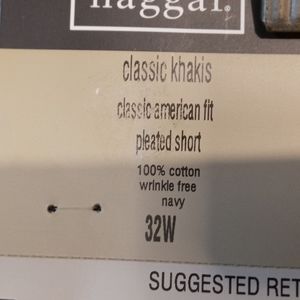 haggar®
classic khakis
classic american fit
pleated short
100% cotton
wrinkle free
navy
32W
SUGGESTED RET